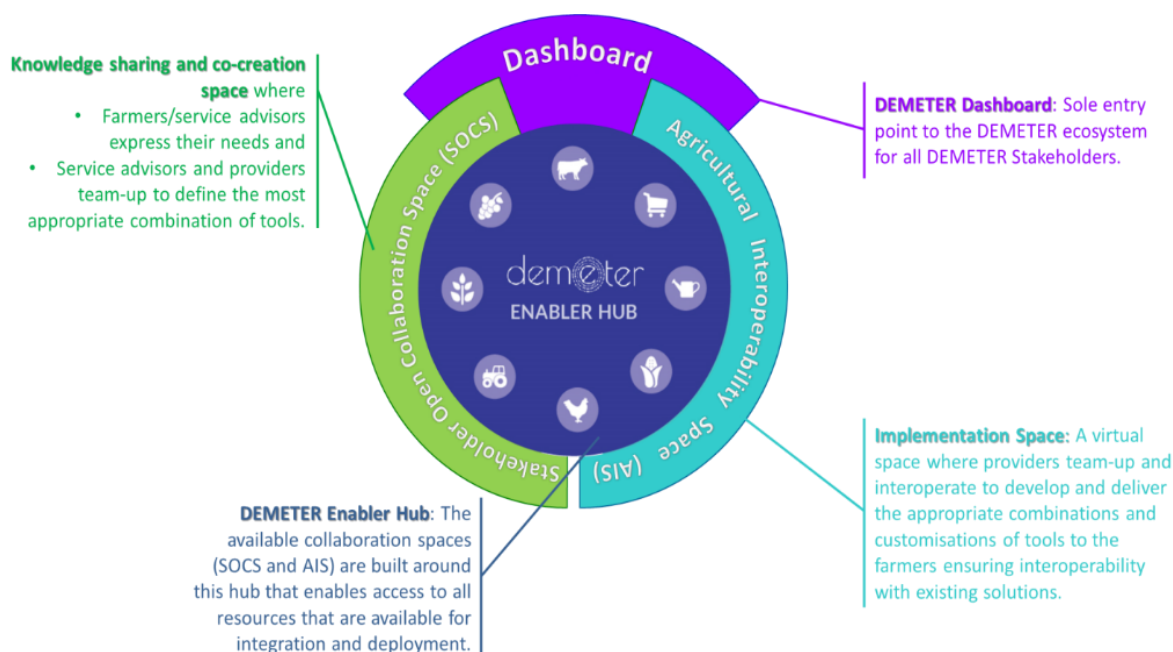 Dashboard
Knowledge sharing and co-creation
space where
• Farmers/service advisors
express their needs and
• Service advisors and providers
team-up to define the most
appropriate combination of tools.
DEMETER Dashboard: Sole entry
point to the DEMETER ecosystem
for all DEMETER Stakeholders.
Stakeholder Open Collaboration Space (SOCS)
Agricultural Interoperability Space (AIS)
demeter
ENABLER HUB
Implementation Space: A virtual
space where providers team-up and
interoperate to develop and deliver
the appropriate combinations and
customisations of tools to the
farmers ensuring interoperability
with existing solutions.
DEMETER Enabler Hub: The
available collaboration spaces
(SOCS and AIS) are built around
this hub that enables access to all
resources that are available for
integration and deployment.